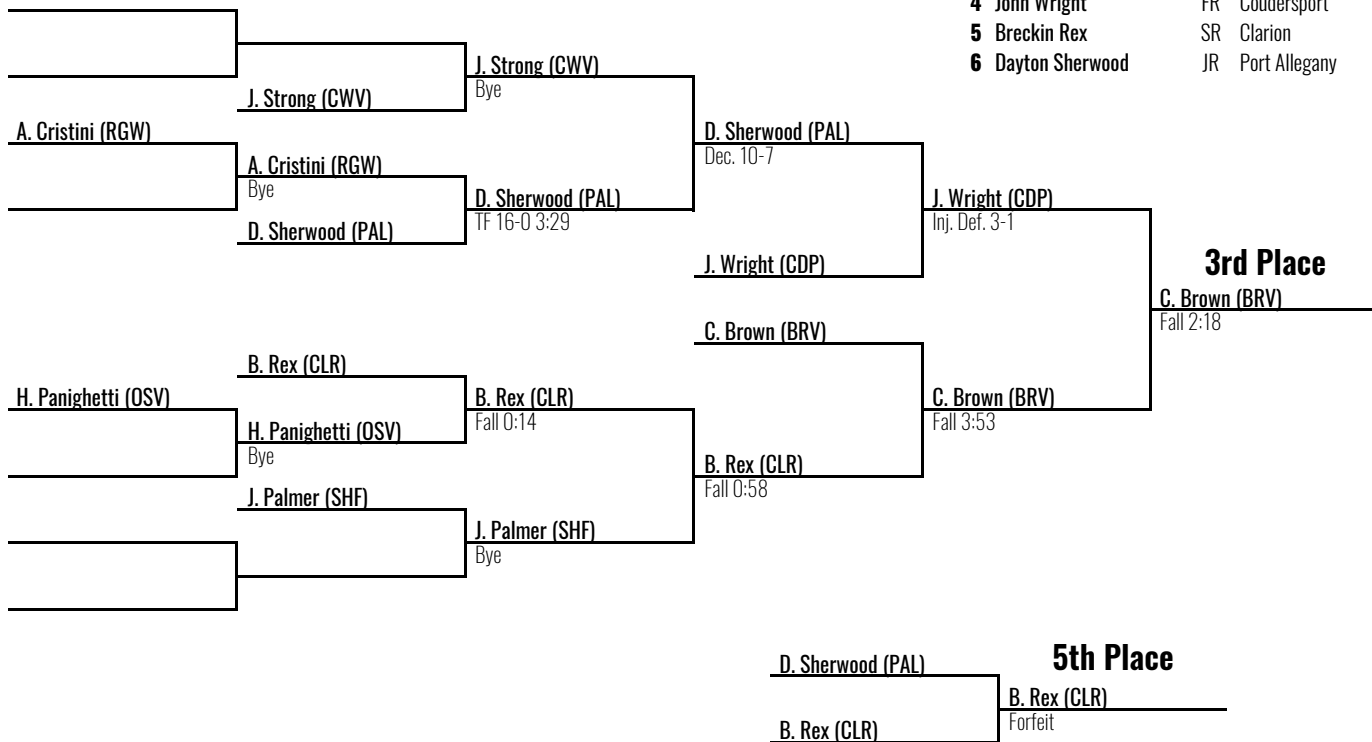 4 John Wright FR Coudersport
5 Breckin Rex SR Clarion
6 Dayton Sherwood JR Port Allegany
J. Strong (CWV)
Bye
J. Strong (CWV)
A. Cristini (RGW)
D. Sherwood (PAL)
Dec. 10-7
A. Cristini (RGW)
Bye
D. Sherwood (PAL)
TF 16-0 3:29
J. Wright (CDP)
Inj. Def. 3-1
D. Sherwood (PAL)
J. Wright (CDP)
3rd Place
C. Brown (BRV)
Fall 2:18
C. Brown (BRV)
B. Rex (CLR)
H. Panighetti (OSV)
B. Rex (CLR)
Fall 0:14
C. Brown (BRV)
Fall 3:53
H. Panighetti (OSV)
Bye
B. Rex (CLR)
Fall 0:58
J. Palmer (SHF)
J. Palmer (SHF)
Bye
5th Place
D. Sherwood (PAL)
B. Rex (CLR)
Forfeit
B. Rex (CLR)